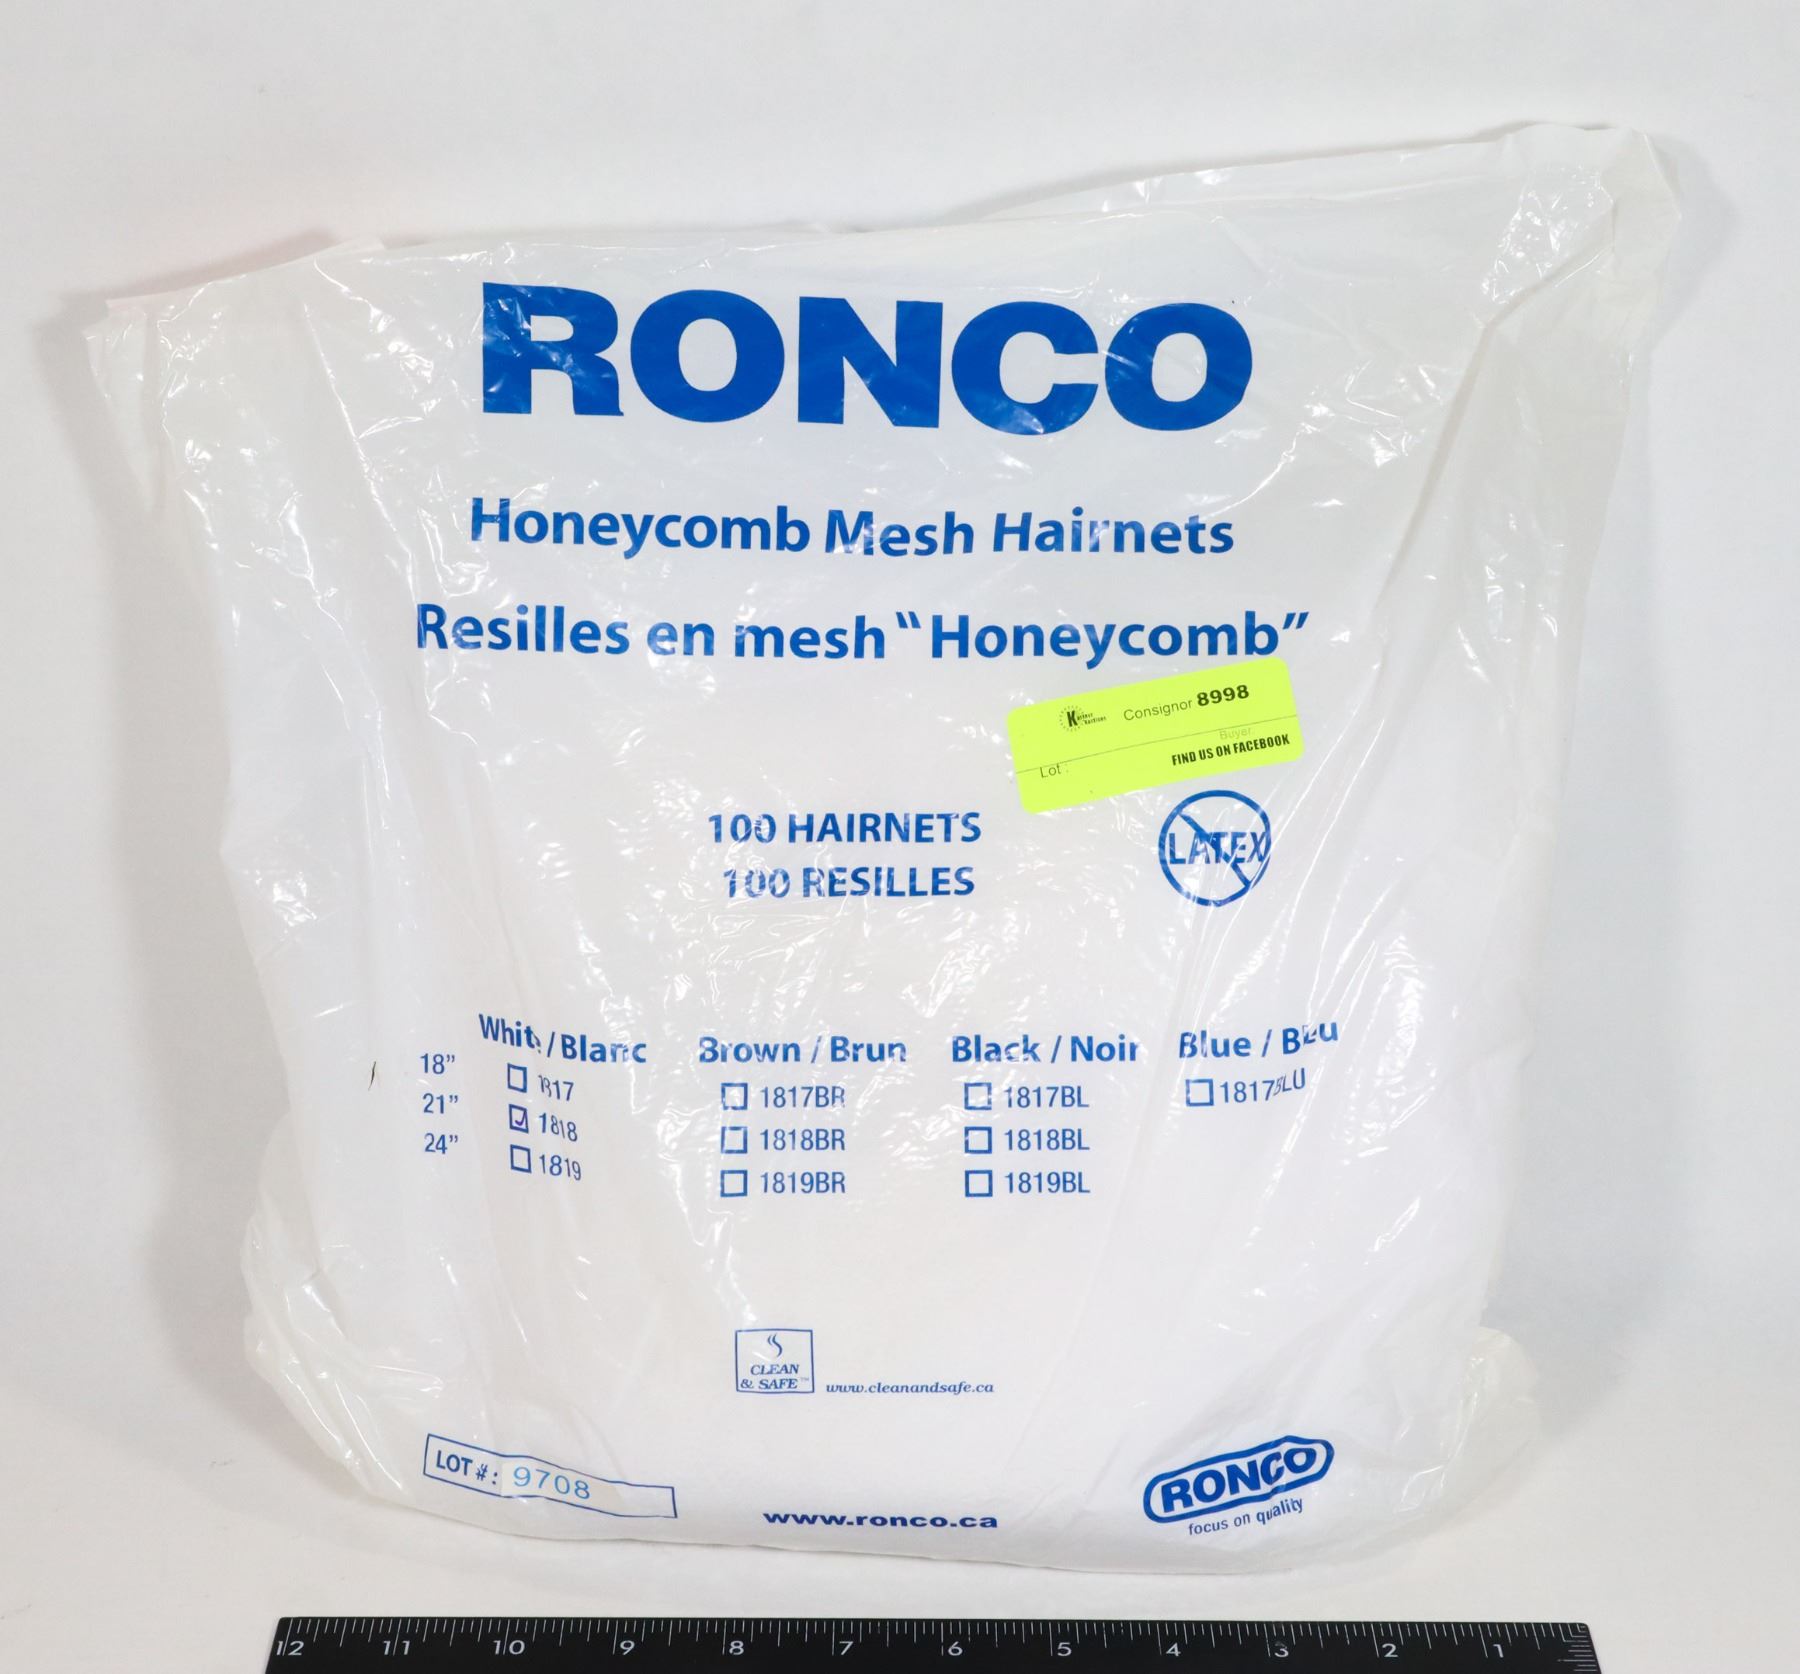 RONCO
Honeycomb Mesh Hairnets
Resilles en mesh "Honeycomb"
Consignor 8998
Buyer
Lot :
FIND US ON FACEBOOK
100 HAIRNETS
100 RESILLES
LATEX
White / Blanc Brown / Brun Black / Noir Blue / Bleu
18" 1817 1817BR 1817BL 1817BLU
21" 1818 1818BR 1818BL
24" 1819 1819BR 1819BL
CLEAN
& SAFE™ www.cleanandsafe.ca
LOT #: 9708
www.ronco.ca
RONCO
focus on quality
12 11 10 9 8 7 6 5 4 3 2 1